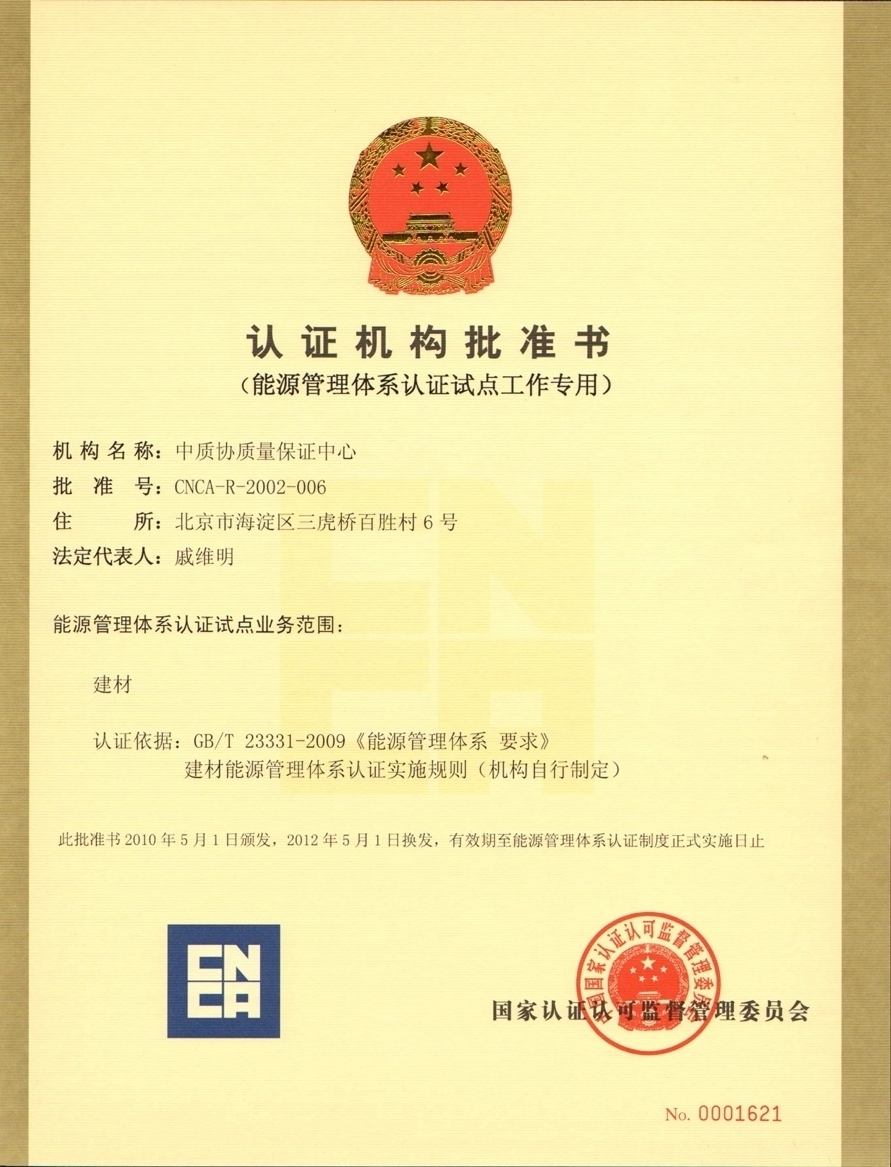 认证机构批准书
（能源管理体系认证试点工作专用）
机构名称：中质协质量保证中心
批准号：CNCA-R-2002-006
住所：北京市海淀区三虎桥百胜村6号
法定代表人：戚维明
能源管理体系认证试点业务范围：
建材
认证依据：GB/T 23331-2009《能源管理体系 要求》
建材能源管理体系认证实施规则（机构自行制定）
此批准书2010年5月1日颁发，2012年5月1日换发，有效期至能源管理体系认证制度正式实施日止
CN
CA
CN
CA
中国国家认证认可监督管理委员会
国家认证认可监督管理委员会
No. 0001621